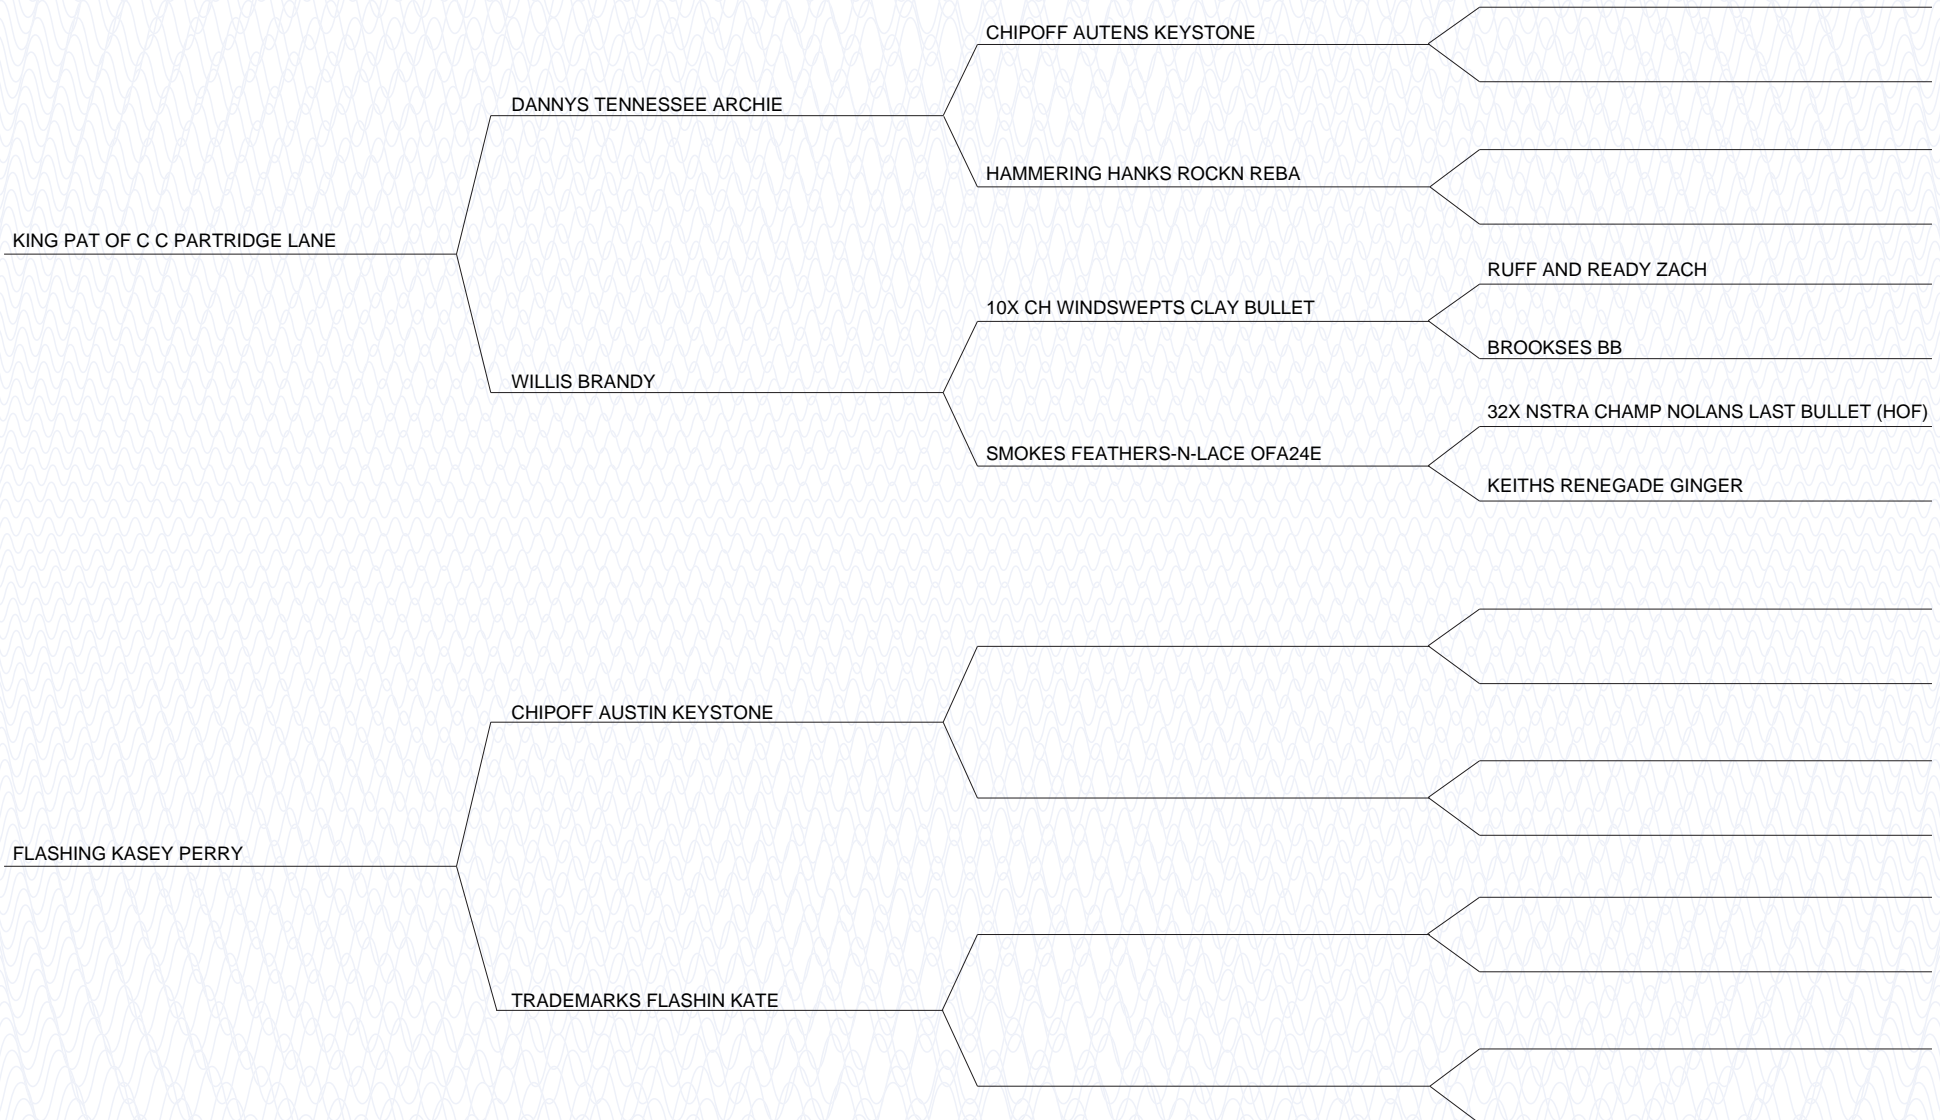 CHIPOFF AUTENS KEYSTONE
DANNYS TENNESSEE ARCHIE
HAMMERING HANKS ROCKN REBA
KING PAT OF C C PARTRIDGE LANE
RUFF AND READY ZACH
10X CH WINDSWEPTS CLAY BULLET
BROOKSES BB
WILLIS BRANDY
32X NSTRA CHAMP NOLANS LAST BULLET (HOF)
SMOKES FEATHERS-N-LACE OFA24E
KEITHS RENEGADE GINGER
CHIPOFF AUSTIN KEYSTONE
FLASHING KASEY PERRY
TRADEMARKS FLASHIN KATE